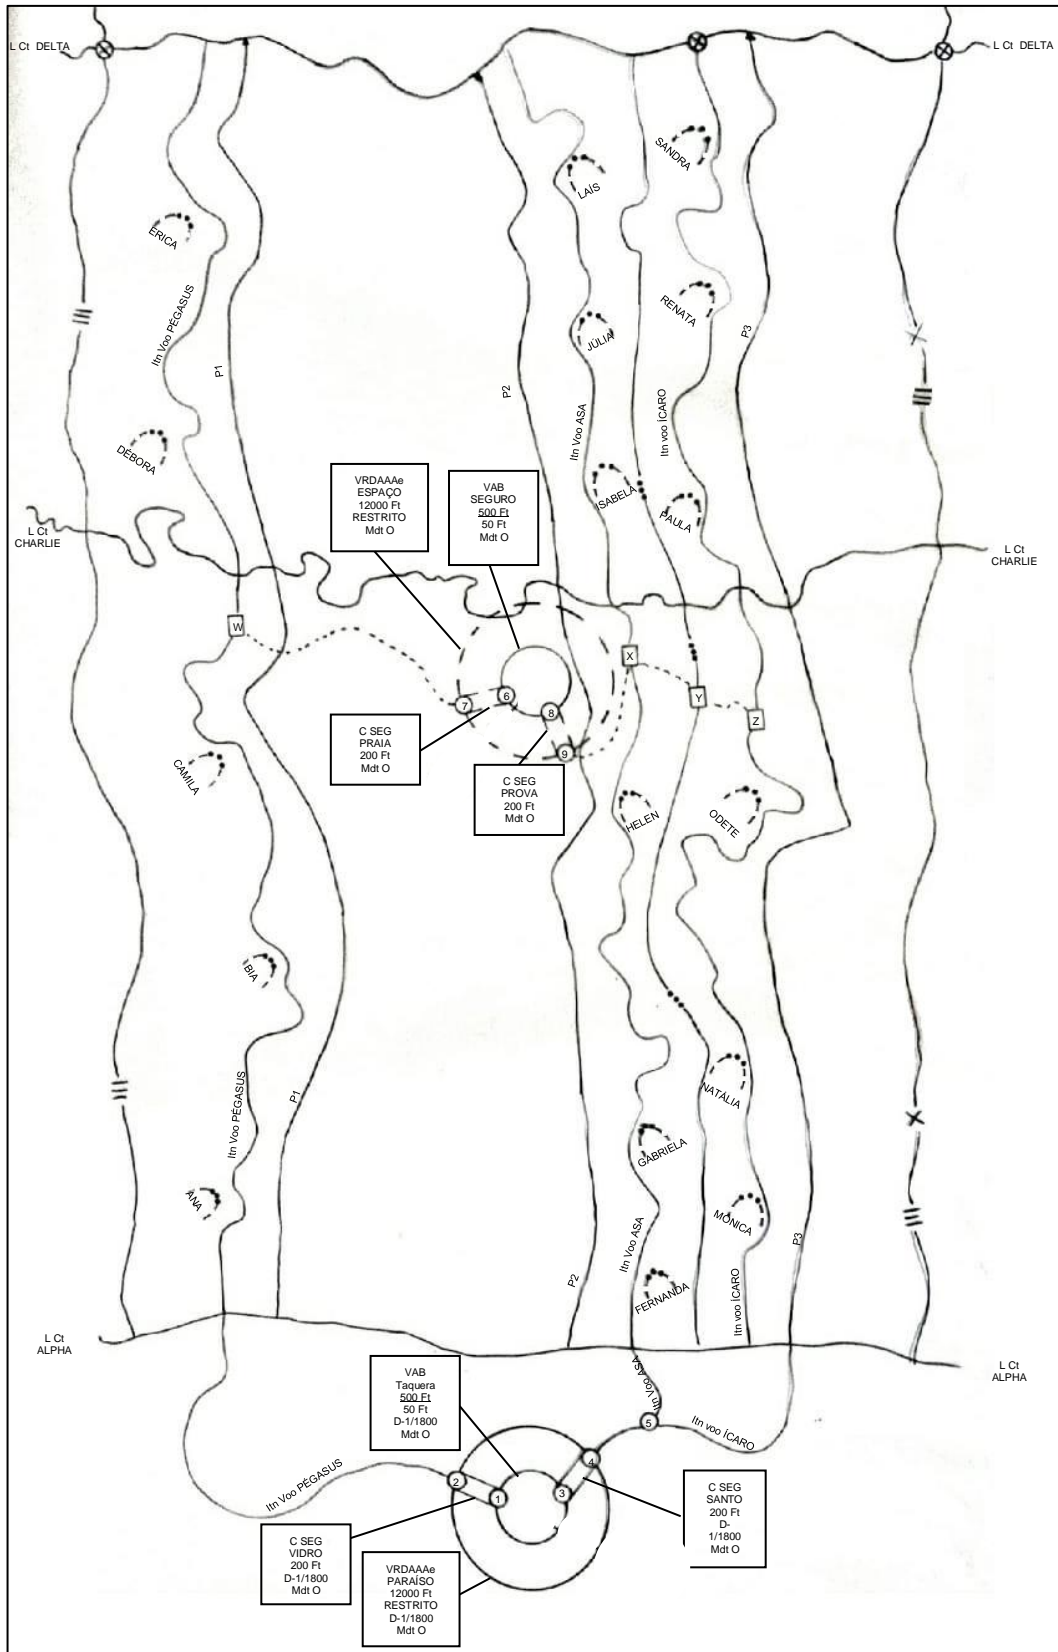 L Ct DELTA
L Ct DELTA
SANDRA
LAÍS
ERICA
RENATA
Itn Voo PÉGASUS
JÚLIA
P3
P1
P2
Itn Voo ASA
Itn voo ÍCARO
DÉBORA
ISABELA
PAULA
VRDAAAe
ESPAÇO
12000 Ft
RESTRITO
Mdt O
VAB
SEGURO
500 Ft
50 Ft
Mdt O
L Ct
CHARLIE
L Ct
CHARLIE
W
X
Y
Z
7
6
8
9
C SEG
PRAIA
200 Ft
Mdt O
C SEG
PROVA
200 Ft
Mdt O
CAMILA
HELEN
ODETE
BIA
NATÁLIA
P1
Itn Voo PÉGASUS
GABRIELA
ANA
MÔNICA
P3
P2
Itn Voo ASA
FERNANDA
Itn voo ÍCARO
L Ct
ALPHA
L Ct
ALPHA
VAB
Taquera
500 Ft
50 Ft
D-1/1800
Mdt O
Itn Voo ASA
5
Itn voo ÍCARO
Itn Voo PÉGASUS
2
1
3
4
C SEG
SANTO
200 Ft
D-
1/1800
Mdt O
C SEG
VIDRO
200 Ft
D-1/1800
Mdt O
VRDAAAe
PARAÍSO
12000 Ft
RESTRITO
D-1/1800
Mdt O